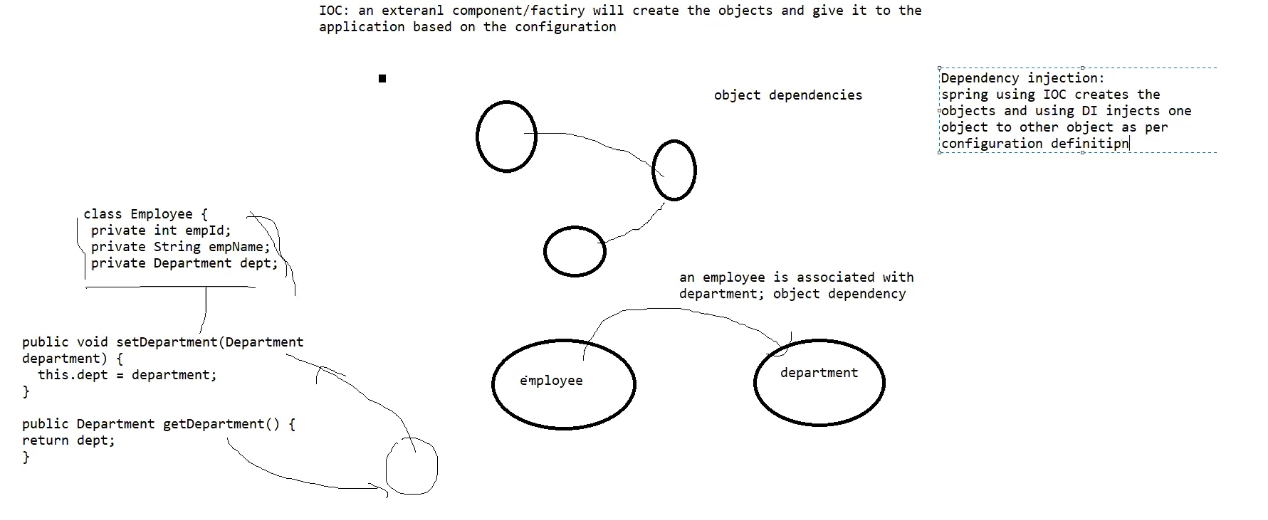 IOC: an exteranl component/factiry will create the objects and give it to the
application based on the configuration
object dependencies
Dependency injection:
spring using IOC creates the
objects and using DI injects one
object to other object as per
configuration definitipn
class Employee {
private int empId;
private String empName;
private Department dept;
an employee is associated with
department; object dependency
public void setDepartment(Department
department) {
this.dept = department;
}
public Department getDepartment() {
return dept;
}
employee
department